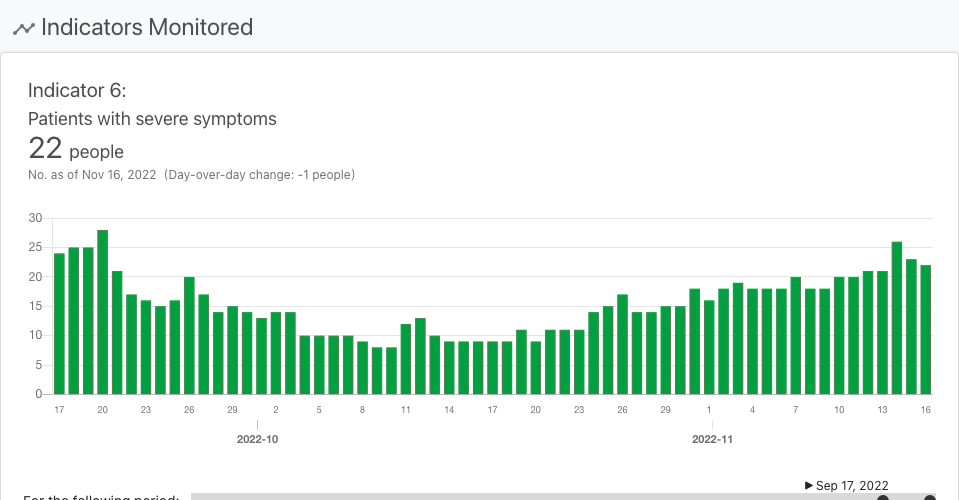 Indicators Monitored
Indicator 6:
Patients with severe symptoms
22 people
No. as of Nov 16, 2022 (Day-over-day change: -1 people)
30
25
20
15
10
5
0
17 20 23 26 29 2 5 8 11 14 17 20 23 26 29 1 4 7 10 13 16
2022-10 2022-11
▶ Sep 17, 2022
For the following period: